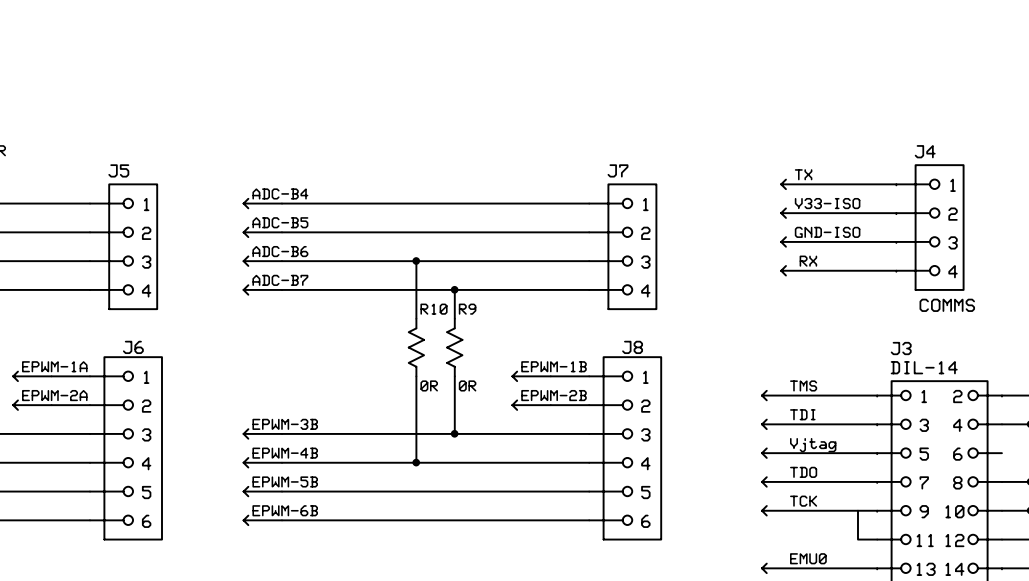 R
J5
1
2
3
4
J6
EPWM-1A
1
EPWM-2A
2
3
4
5
6
J7
ADC-B4
1
ADC-B5
2
ADC-B6
3
ADC-B7
4
R10 R9
0R 0R
J8
EPWM-1B
1
EPWM-2B
2
EPWM-3B
3
EPWM-4B
4
EPWM-5B
5
EPWM-6B
6
J4
TX
1
V33-ISO
2
GND-ISO
3
RX
4
COMMS
J3
DIL-14
TMS
1 2
TDI
3 4
Vjtag
5 6
TDO
7 8
TCK
9 10
11 12
EMU0
13 14